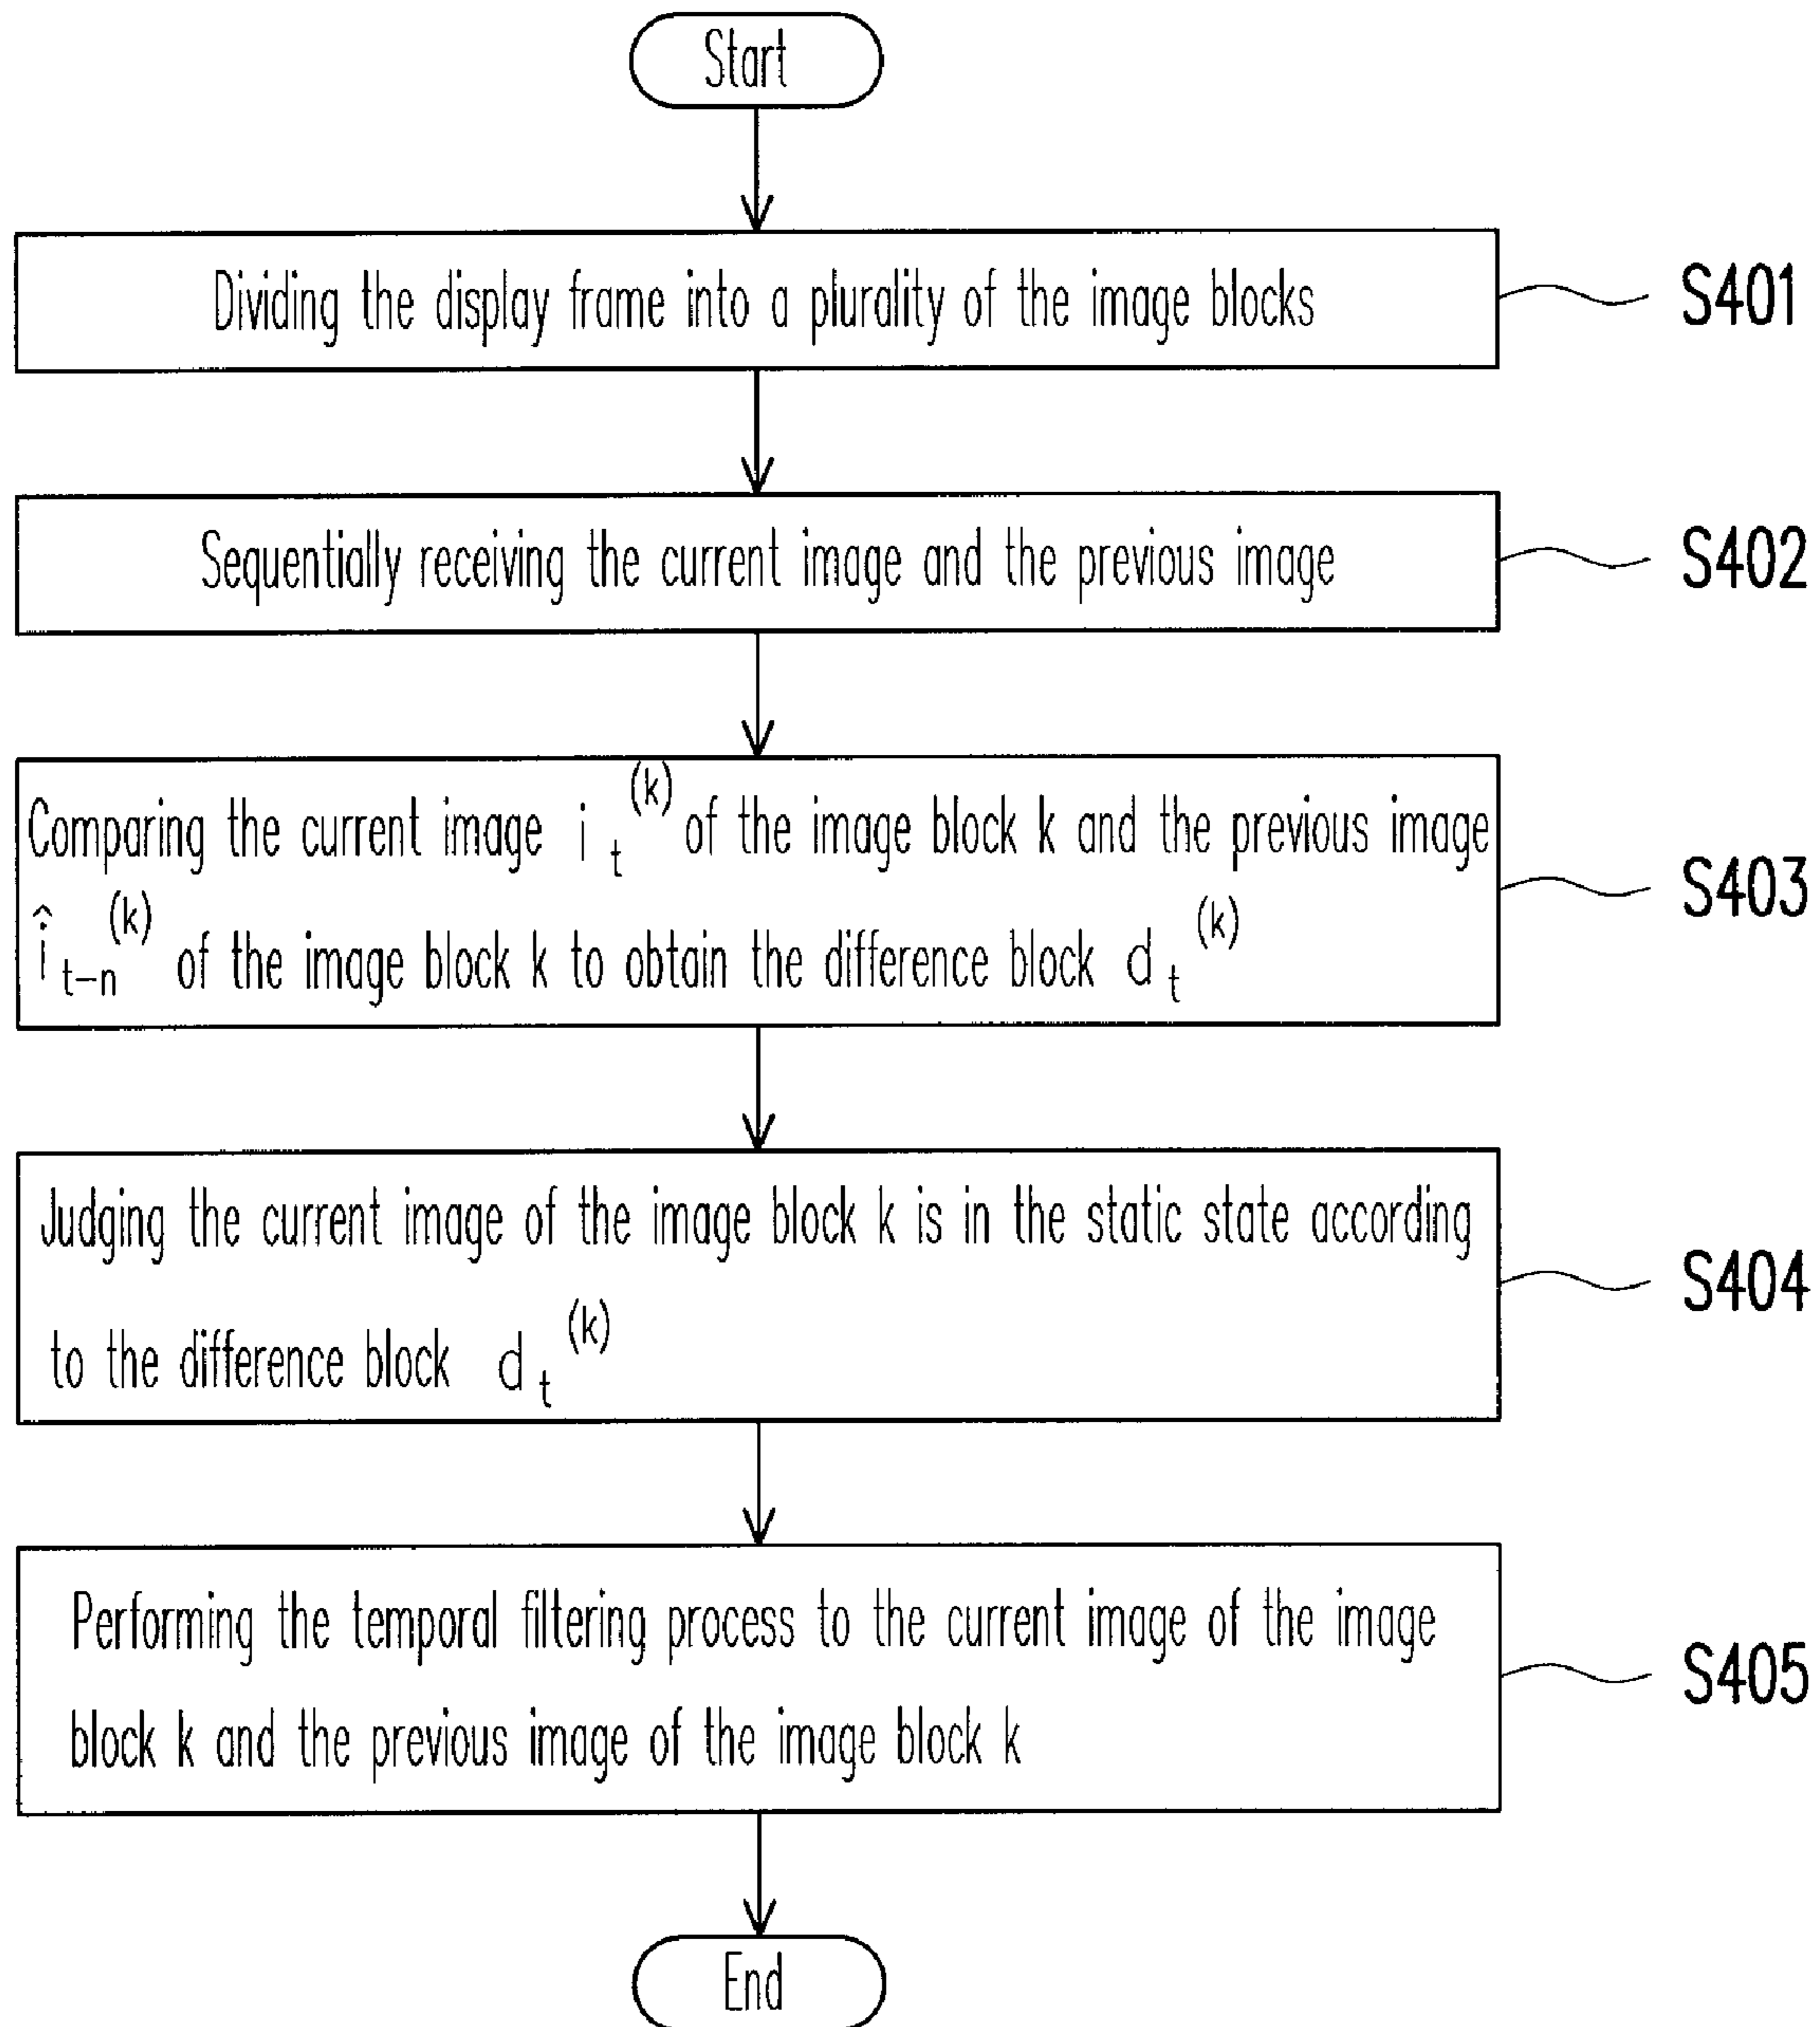 Start
Dividing the display frame into a plurality of the image blocks
S401
Sequentially receiving the current image and the previous image
S402
Comparing the current image i_t^(k) of the image block k and the previous image
î_t-n^(k) of the image block k to obtain the difference block d_t^(k)
S403
Judging the current image of the image block k is in the static state according
to the difference block d_t^(k)
S404
Performing the temporal filtering process to the current image of the image
block k and the previous image of the image block k
S405
End